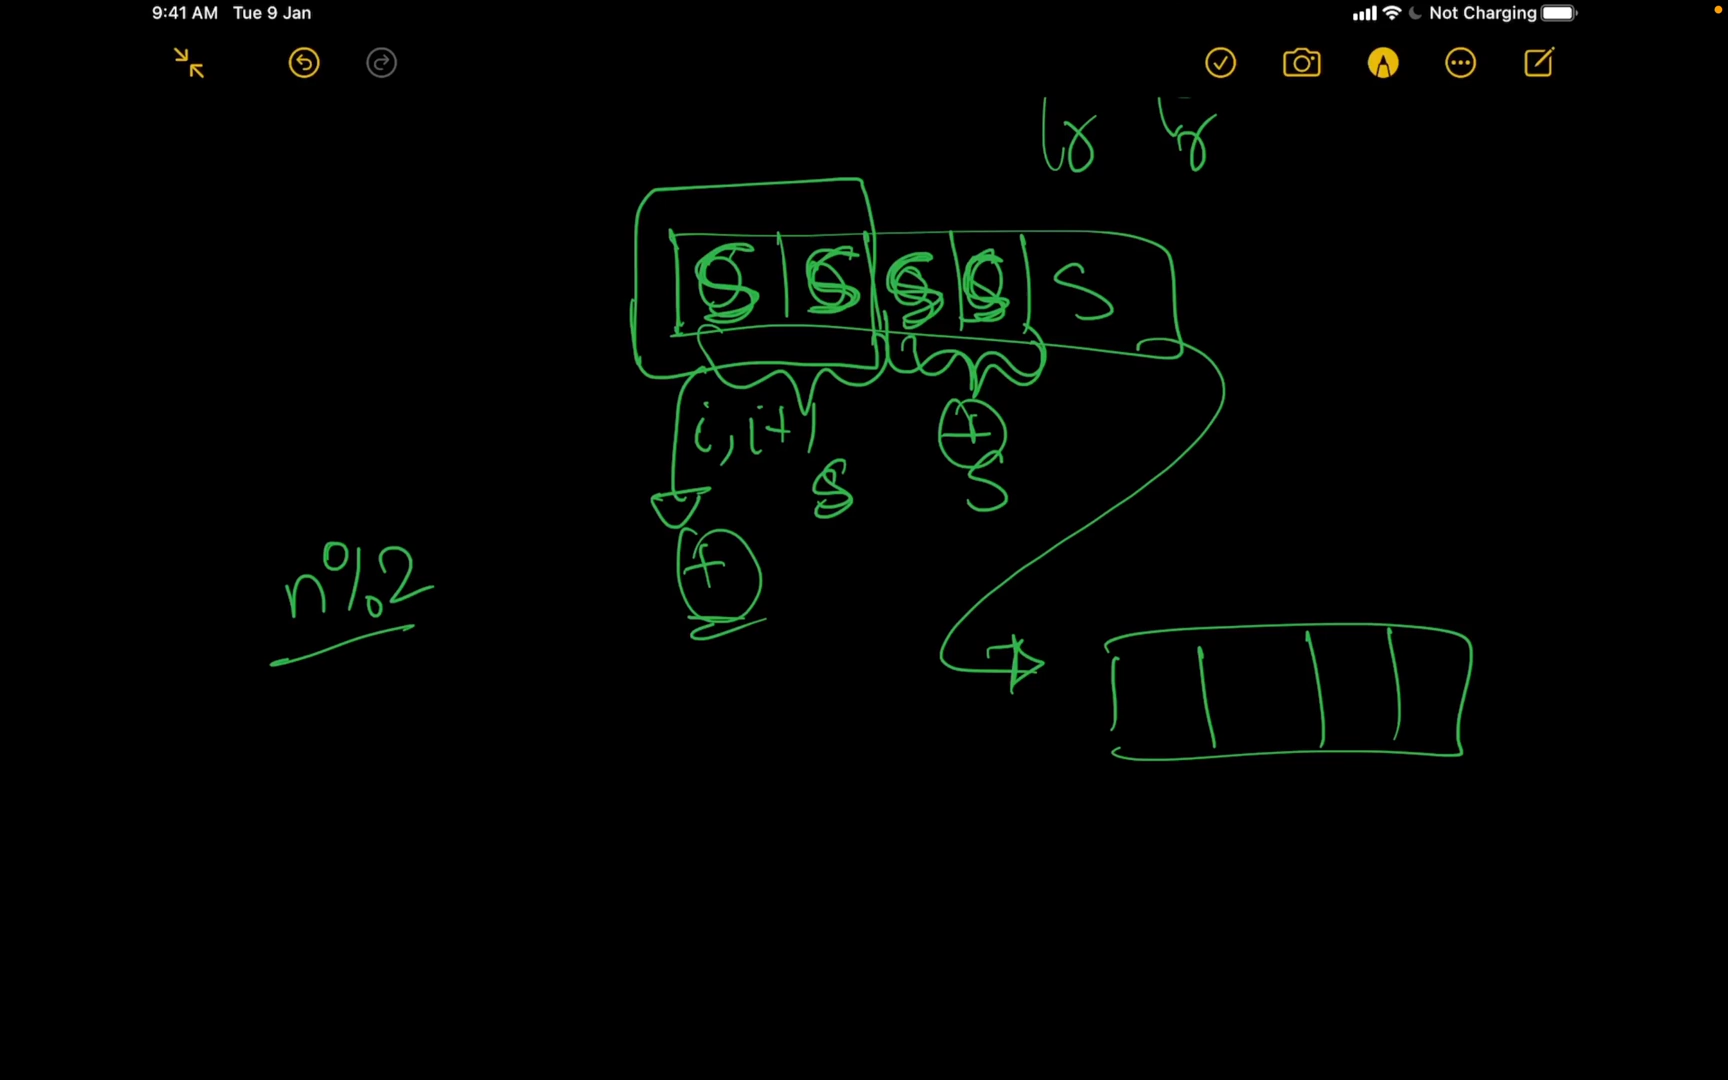 9:41 AM Tue 9 Jan Not Charging
S S S S S
i, i+1 +
S S
+
n%2